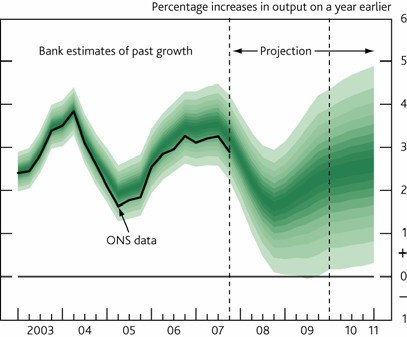 Percentage increases in output on a year earlier
6
Bank estimates of past growth
Projection
5
4
3
2
ONS data
1
+
0
–
1
2003 04 05 06 07 08 09 10 11